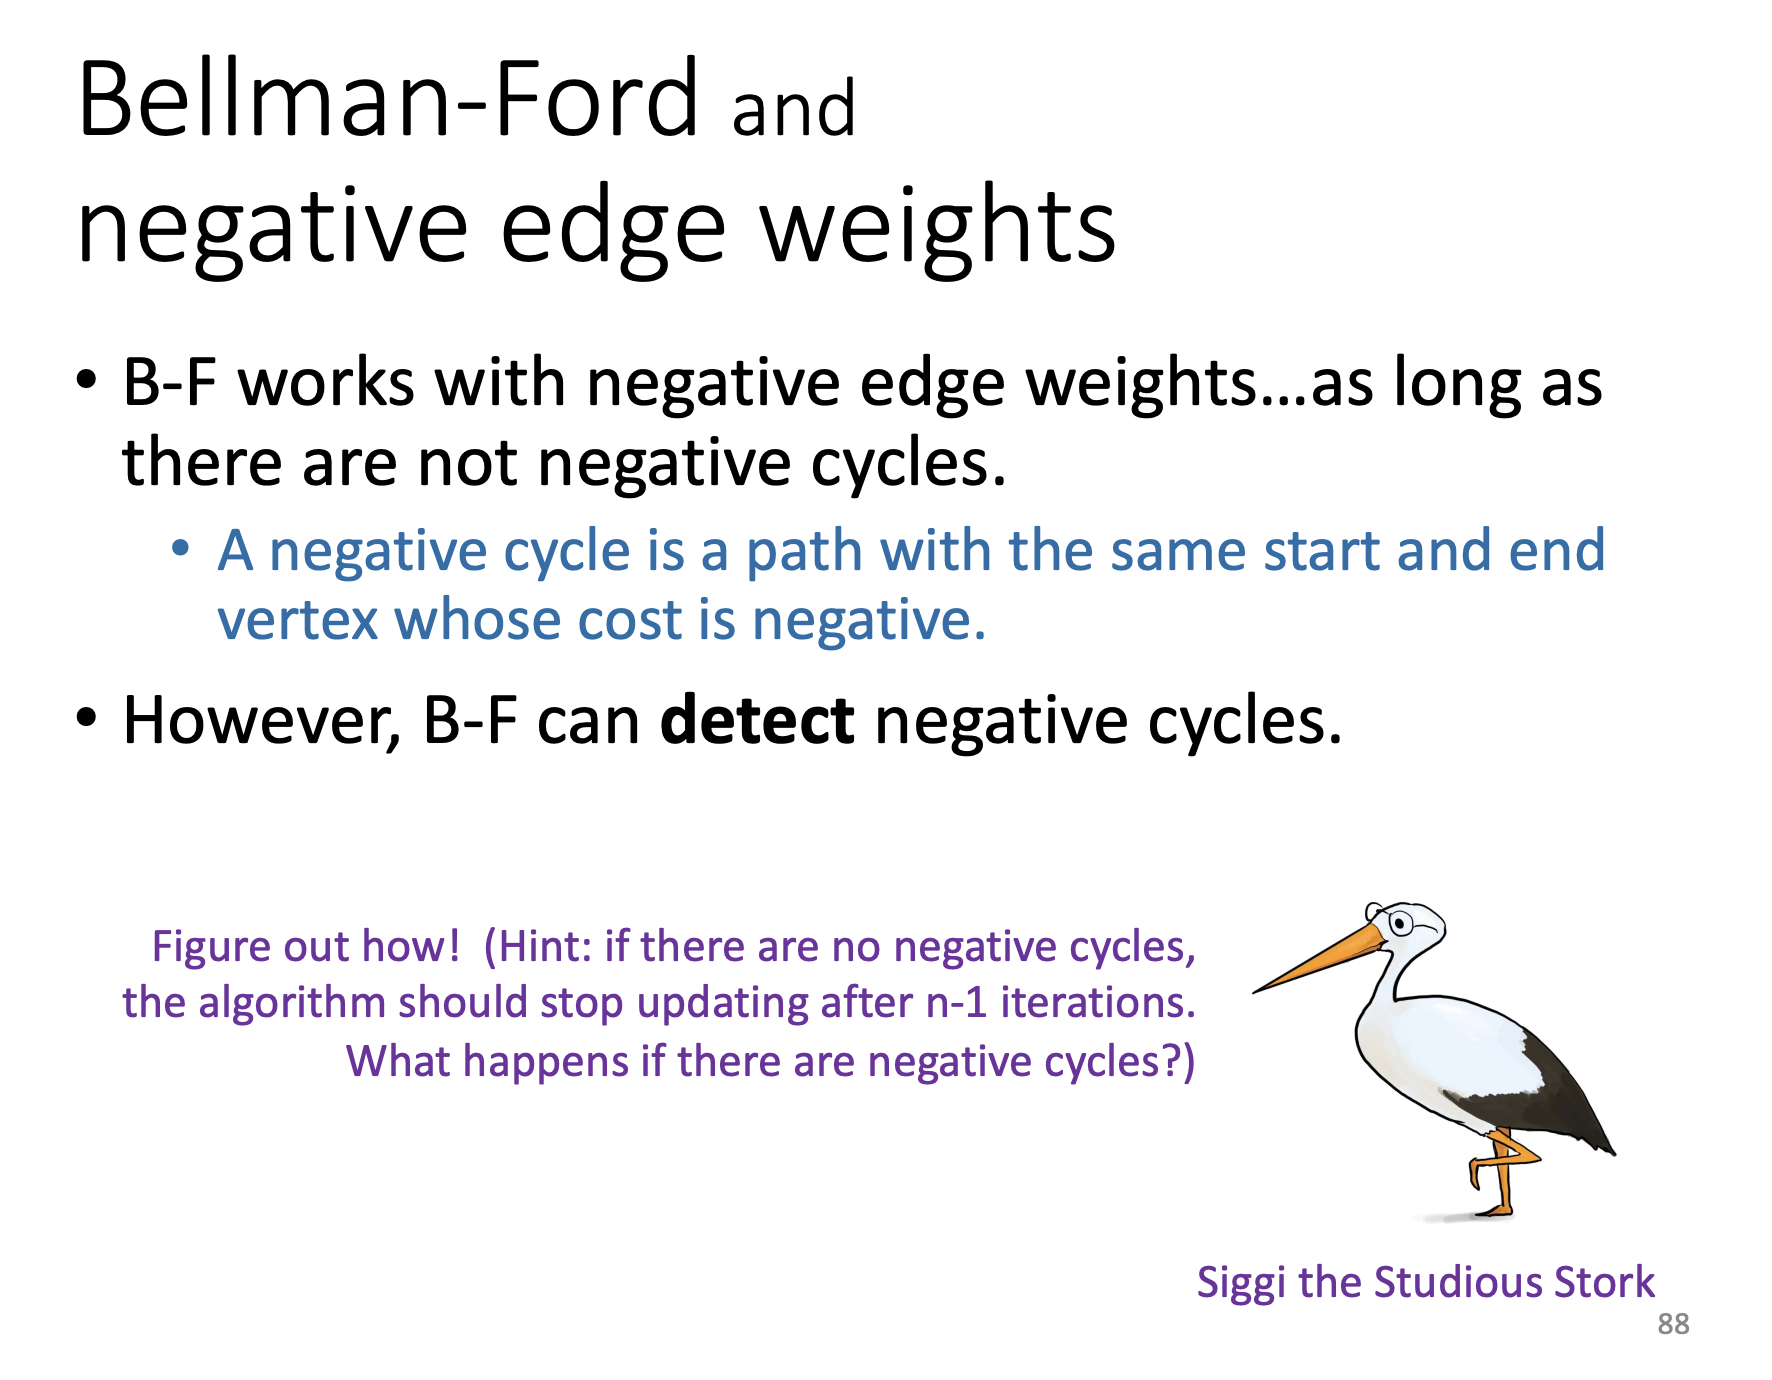 Bellman-Ford and
negative edge weights
• B-F works with negative edge weights...as long as
there are not negative cycles.
• A negative cycle is a path with the same start and end
vertex whose cost is negative.
• However, B-F can detect negative cycles.
Figure out how!  (Hint: if there are no negative cycles,
the algorithm should stop updating after n-1 iterations.
What happens if there are negative cycles?)
Siggi the Studious Stork
88